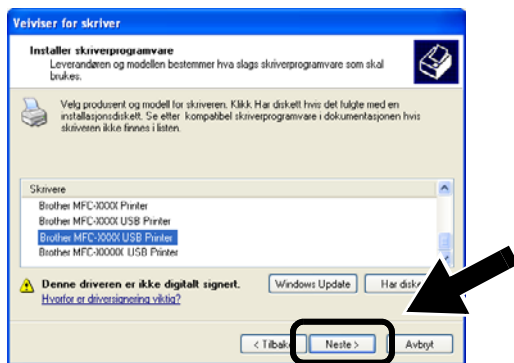 Veiviser for skriver
Installer skriverprogramvare
Leverandøren og modellen bestemmer hva slags skriverprogramvare som skal
brukes.
Velg produsent og modell for skriveren. Klikk Har diskett hvis det fulgte med en
installasjonsdiskett. Se etter kompatibel skriverprogramvare i dokumentasjonen hvis
skriveren ikke finnes i listen.
Skrivere
Brother MFC-XXXX Printer
Brother MFC-XXXX USB Printer
Brother MFC-XXXX USB Printer
Brother MFC-XXXXX USB Printer
Denne driveren er ikke digitalt signert.
Windows Update
Har disk
Hvorfor er driversignering viktig?
< Tilbak
Neste >
Avbryt